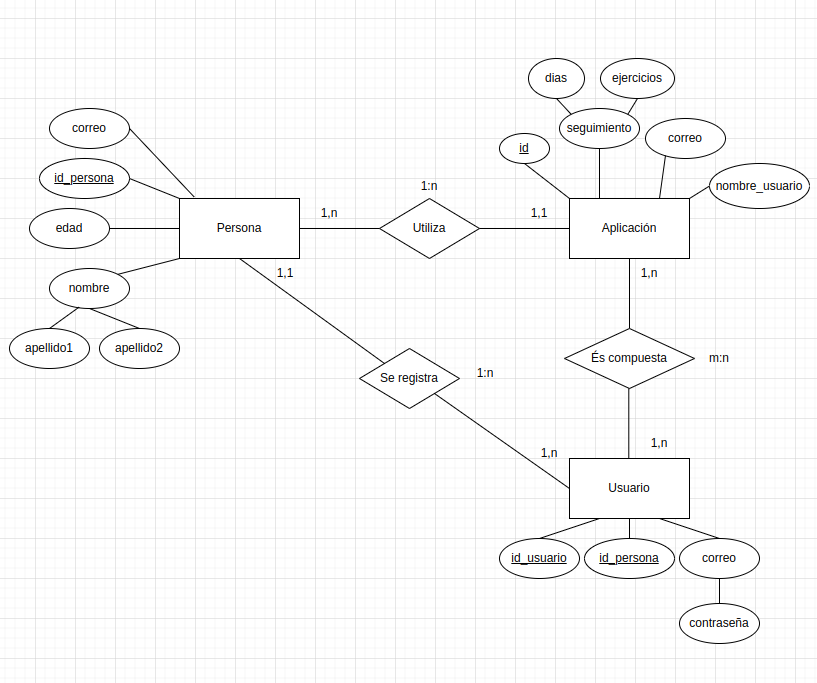 dias
ejercicios
correo
seguimiento
correo
id
id_persona
nombre_usuario
1:n
edad
Persona
1,n
Utiliza
1,1
Aplicación
nombre
1,1
1,n
apellido1
apellido2
Se registra
1:n
És compuesta
m:n
1,n
1,n
Usuario
id_usuario
id_persona
correo
contraseña